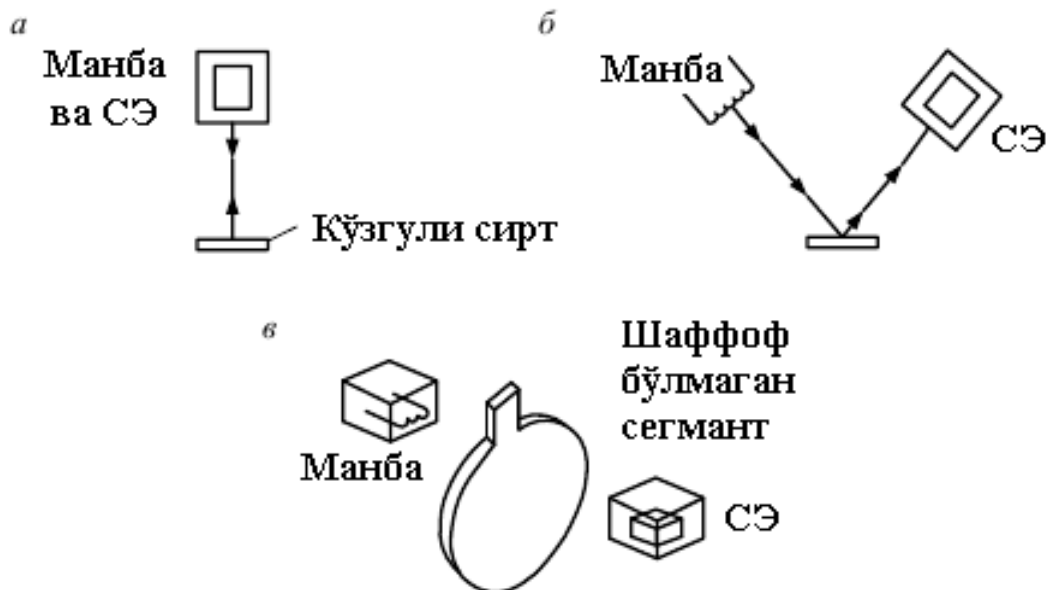 а
Манба
ва СЭ
Кўзгули сирт
б
Манба
СЭ
в
Манба
Шаффоф
бўлмаган
сегмант
СЭ